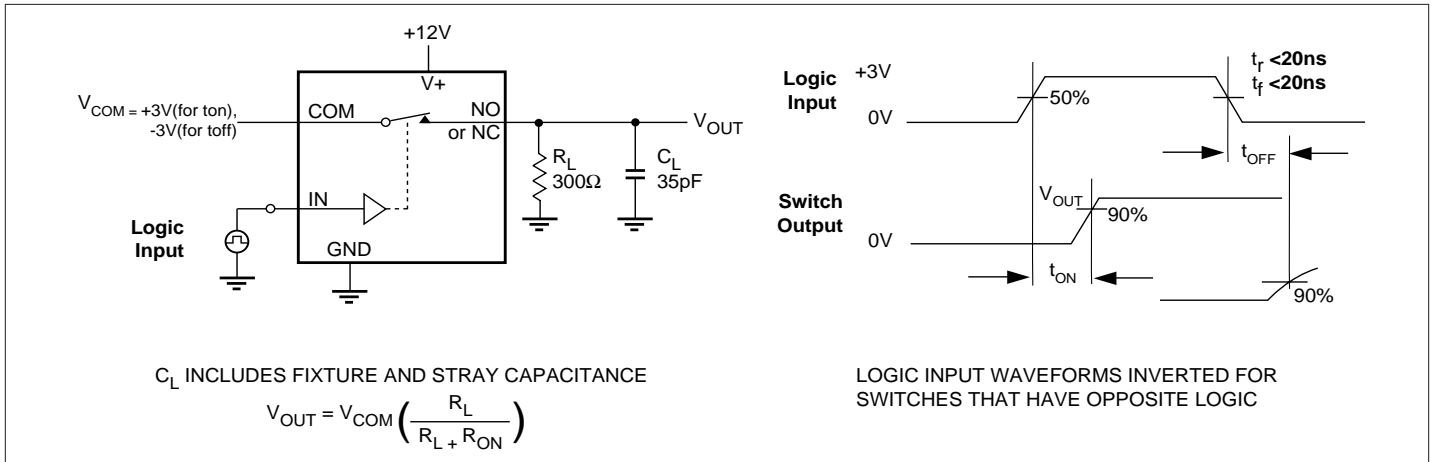 +12V
V+
VCOM = +3V(for ton),
-3V(for toff)
COM
NO
or NC
VOUT
RL
300Ω
CL
35pF
IN
Logic
Input
GND
CL INCLUDES FIXTURE AND STRAY CAPACITANCE
VOUT = VCOM ( RL / RL + RON )
Logic
Input
+3V
0V
50%
tr <20ns
tf <20ns
tOFF
Switch
Output
VOUT
0V
90%
tON
90%
LOGIC INPUT WAVEFORMS INVERTED FOR
SWITCHES THAT HAVE OPPOSITE LOGIC